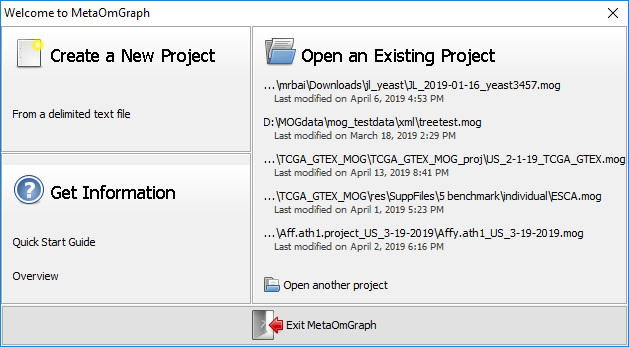 Welcome to MetaOmGraph
Create a New Project
From a delimited text file
Get Information
Quick Start Guide
Overview
Open an Existing Project
...\mrbai\Downloads\jl_yeast\JL_2019-01-16_yeast3457.mog
Last modified on April 6, 2019 4:53 PM
D:\MOGdata\mog_testdata\xml\treetest.mog
Last modified on March 18, 2019 2:29 PM
...\TCGA_GTEX_MOG\TCGA_GTEX_MOG_proj\US_2-1-19_TCGA_GTEX.mog
Last modified on April 13, 2019 8:41 PM
...\TCGA_GTEX_MOG\res\SuppFiles\5 benchmark\individual\ESCA.mog
Last modified on April 1, 2019 5:23 PM
...\Aff.ath1.project_US_3-19-2019\Affy.ath1_US_3-19-2019.mog
Last modified on April 2, 2019 6:16 PM
Open another project
Exit MetaOmGraph